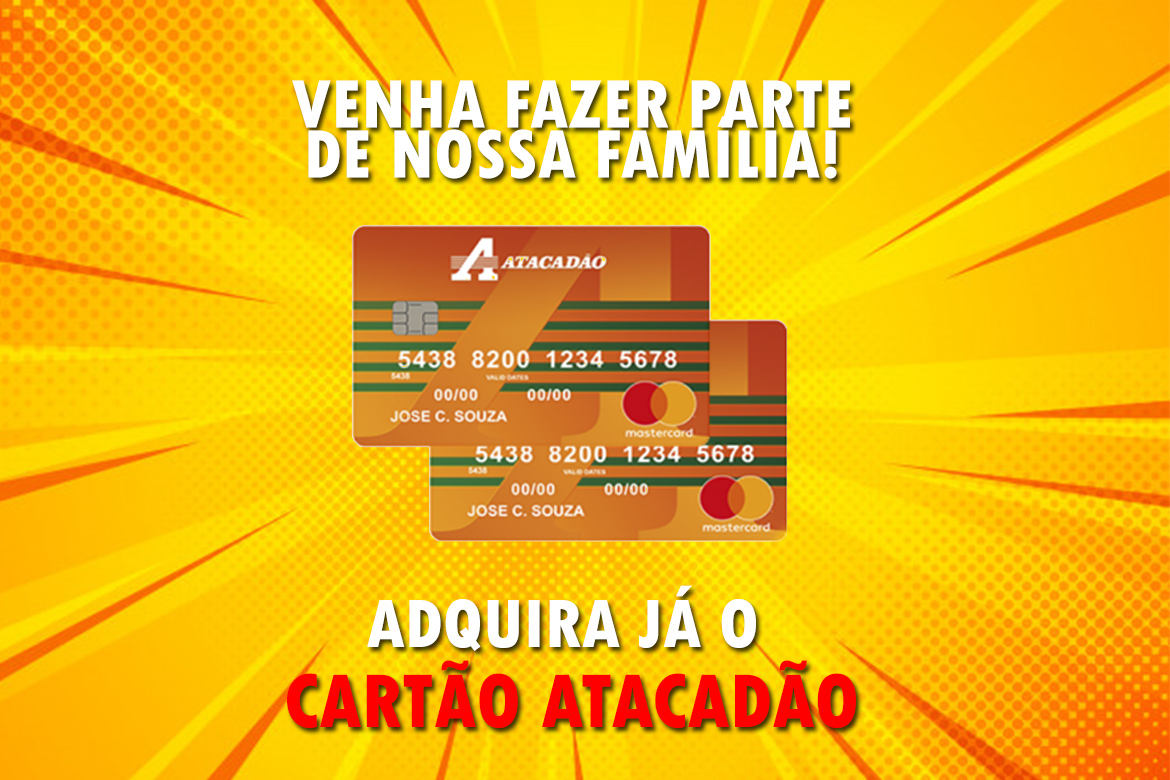 VENHA FAZER PARTE
DE NOSSA FAMÍLIA!
A ATACADÃO
5438 8200 1234 5678
5438 VALID DATES
00/00 00/00
JOSE C. SOUZA
mastercard
5438 8200 1234 5678
5438 VALID DATES
00/00 00/00
JOSE C. SOUZA
mastercard
ADQUIRA JÁ O
CARTÃO ATACADÃO